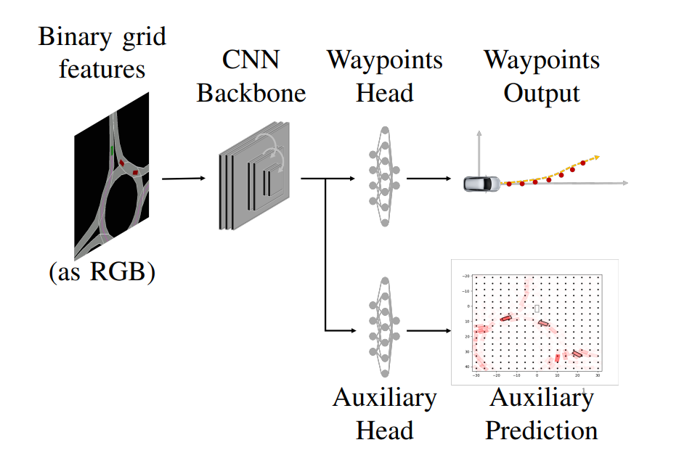 Binary grid
features
CNN
Backbone
Waypoints
Head
Waypoints
Output
(as RGB)
Auxiliary
Head
Auxiliary
Prediction